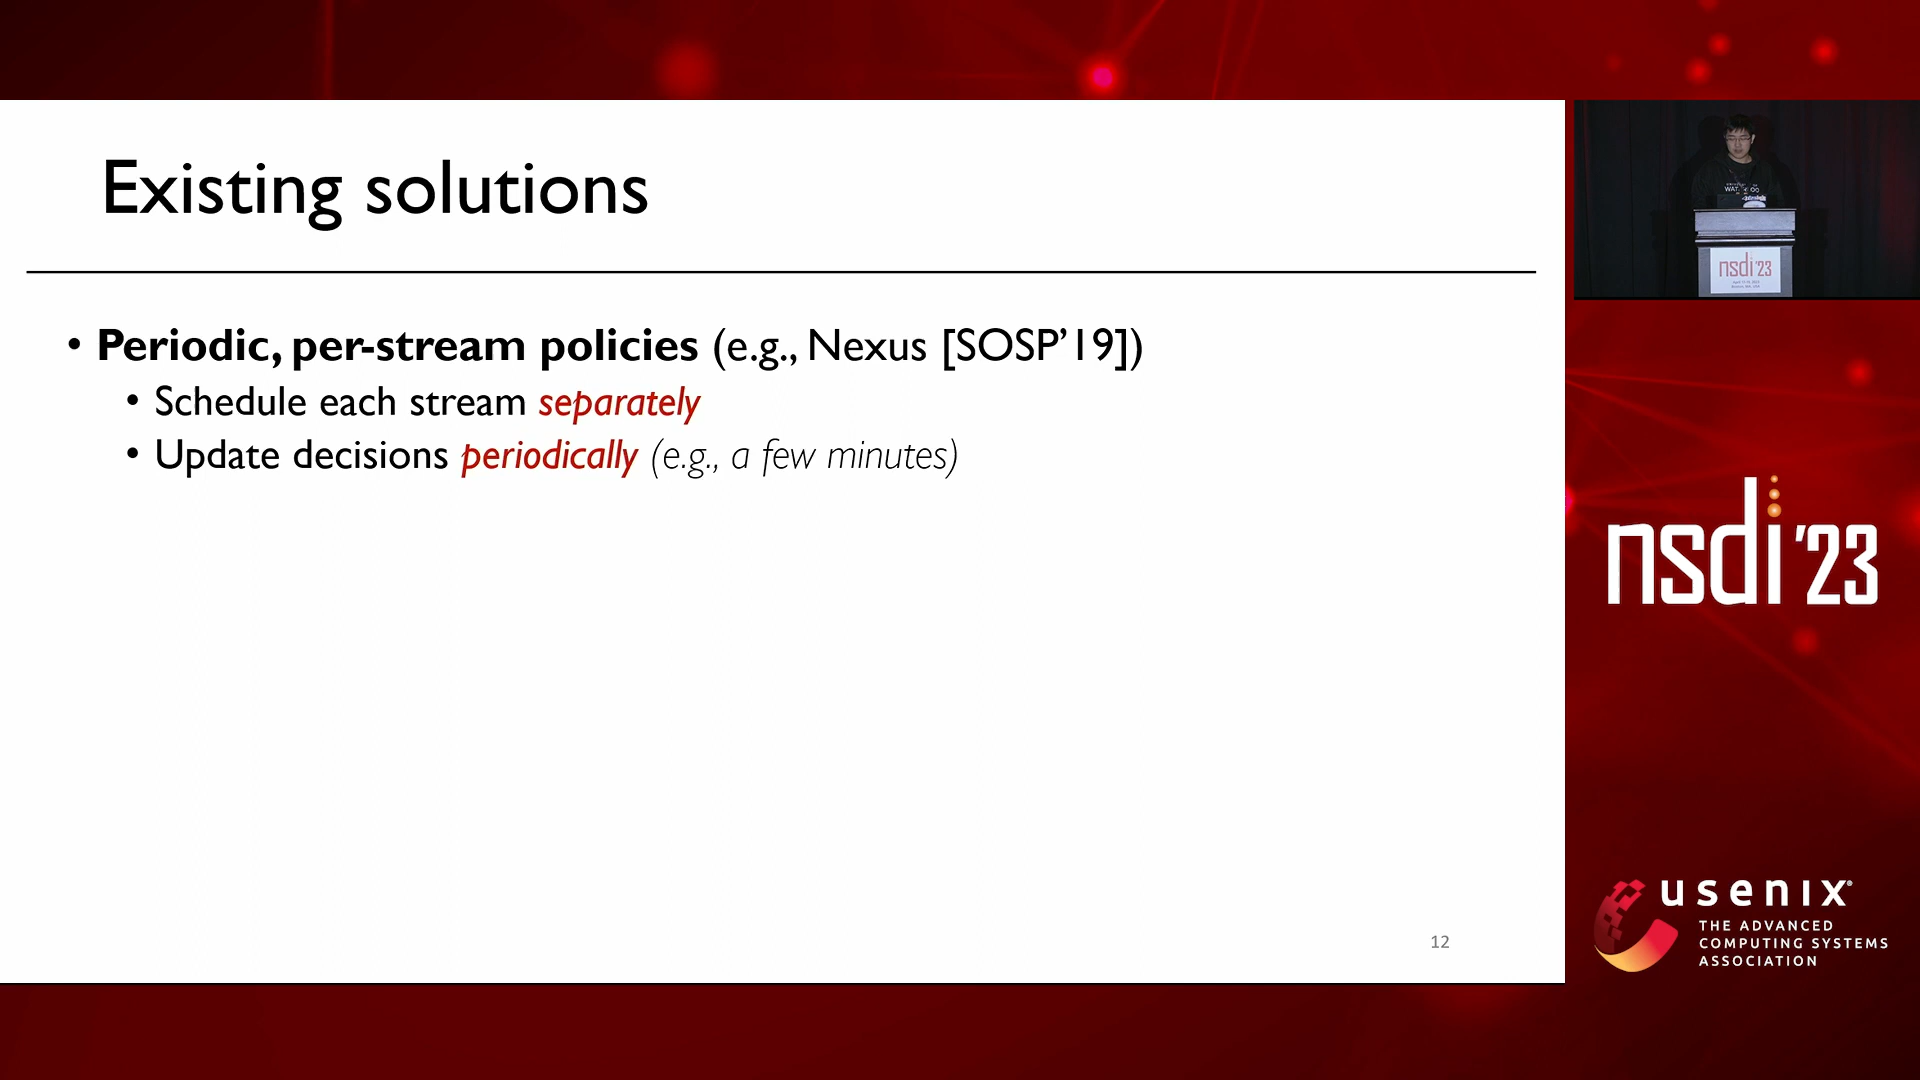 Existing solutions
• Periodic, per-stream policies (e.g., Nexus [SOSP’19])
• Schedule each stream separately
• Update decisions periodically (e.g., a few minutes)
12
nsdi ’23
nsdi ’23
usenix®
THE ADVANCED
COMPUTING SYSTEMS
ASSOCIATION